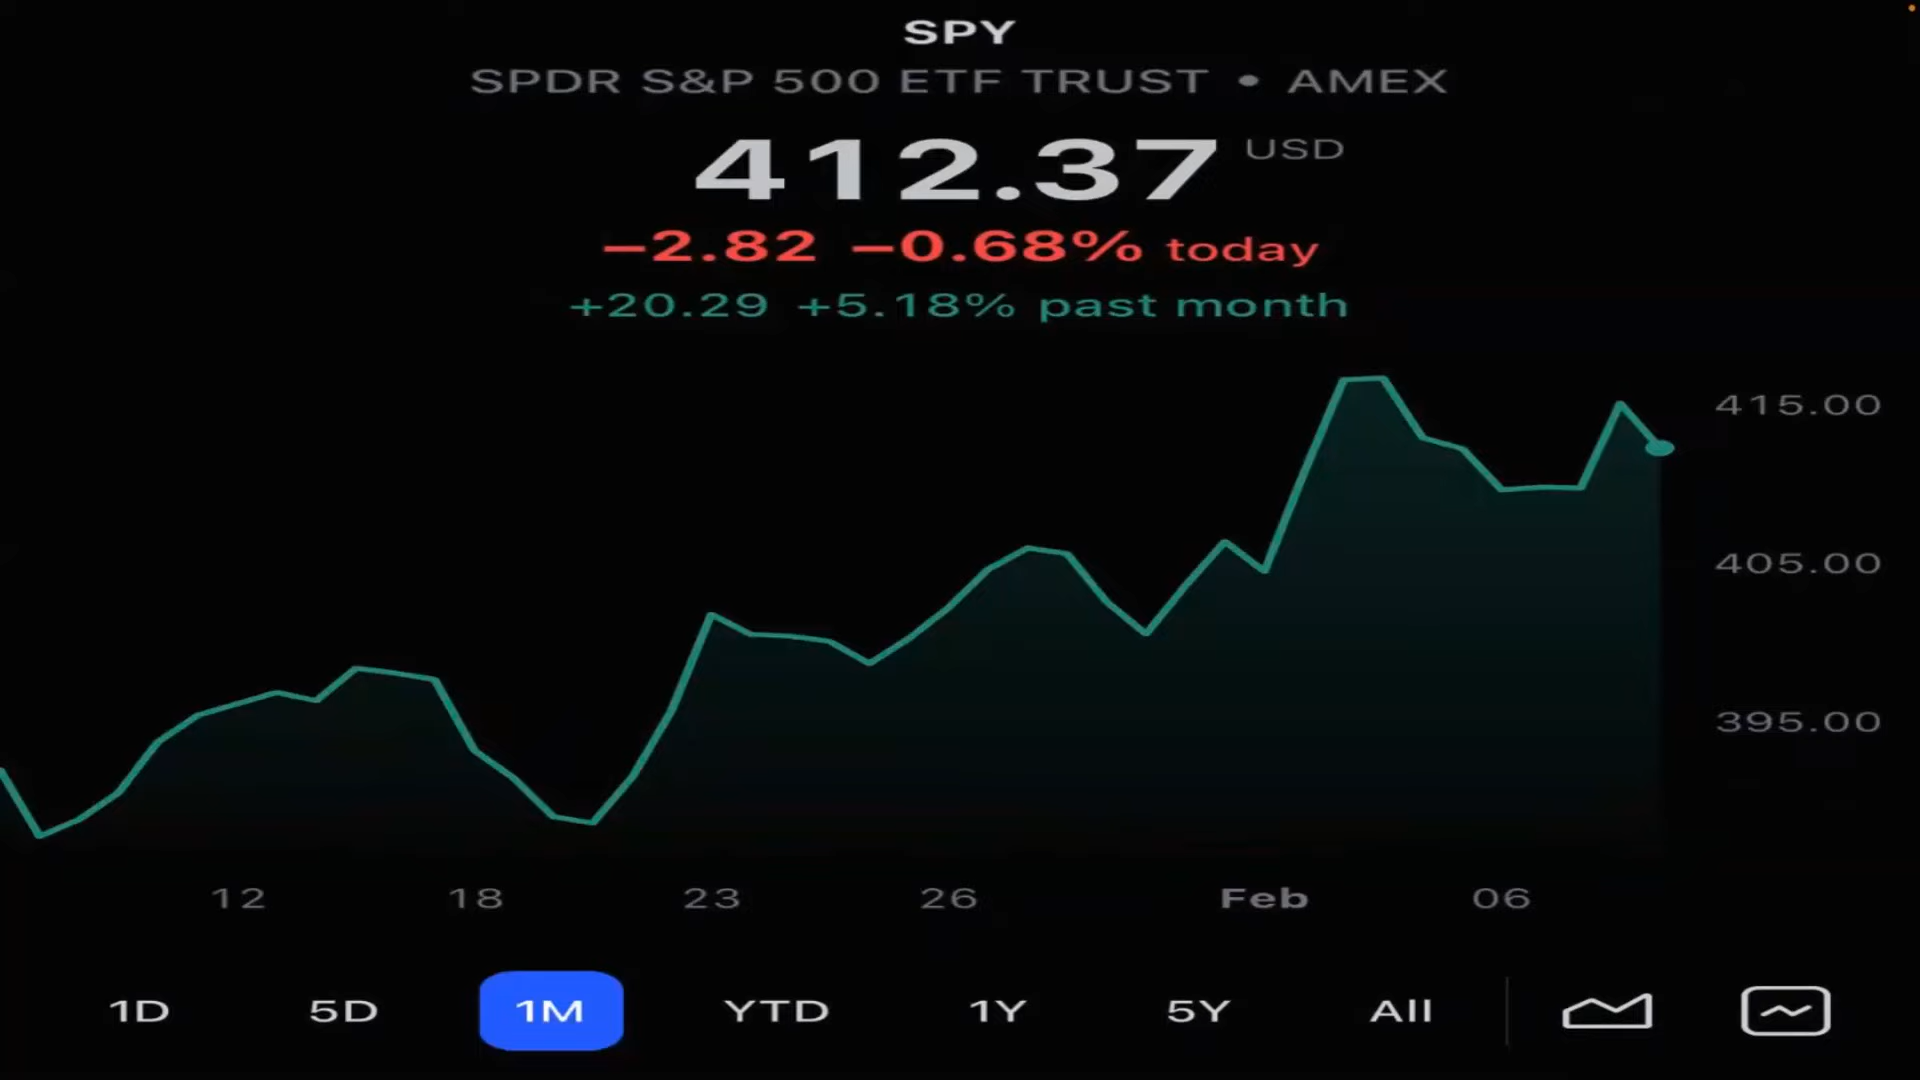 SPY
SPDR S&P 500 ETF TRUST • AMEX
412.37 USD
−2.82 −0.68% today
+20.29 +5.18% past month
415.00
405.00
395.00
12 18 23 26 Feb 06
1D 5D 1M YTD 1Y 5Y All